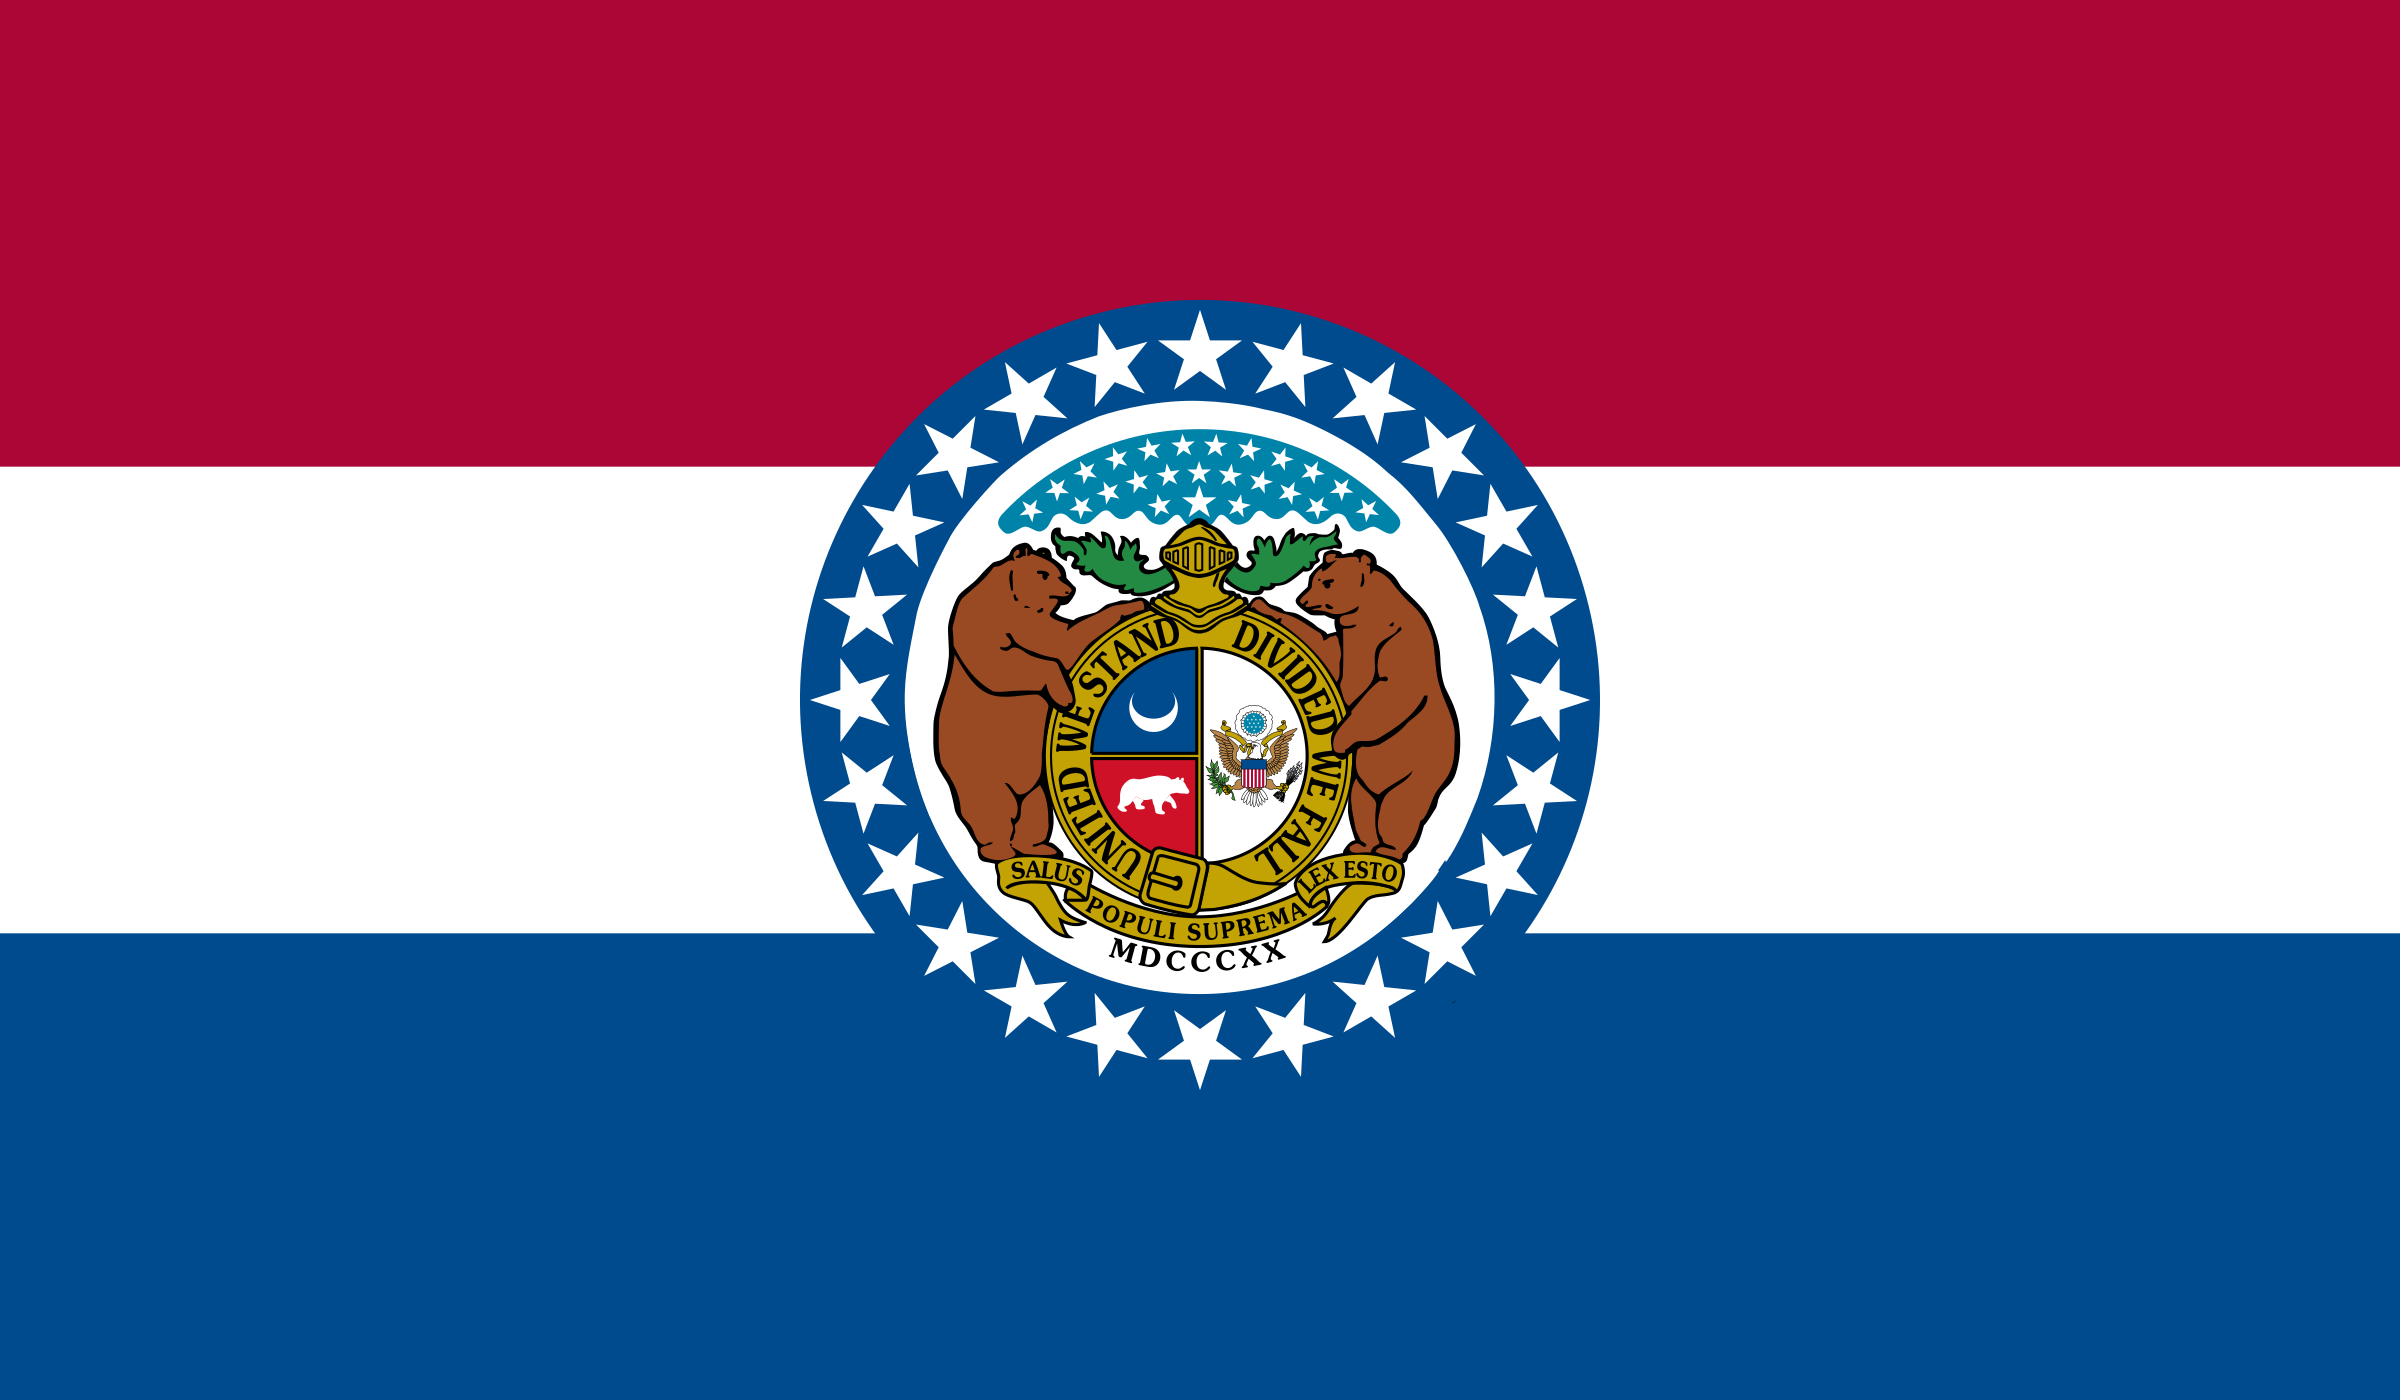 UNITED WE STAND DIVIDED WE FALL
SALUS POPULI SUPREMA LEX ESTO
MDCCCXX